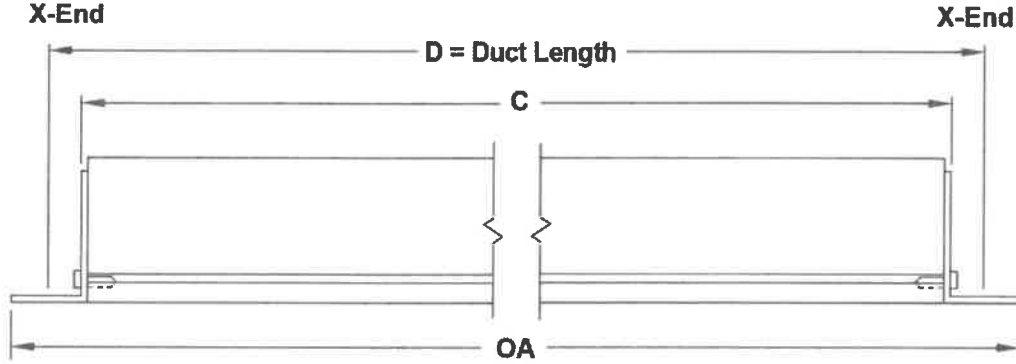 X-End
X-End
D = Duct Length
C
OA